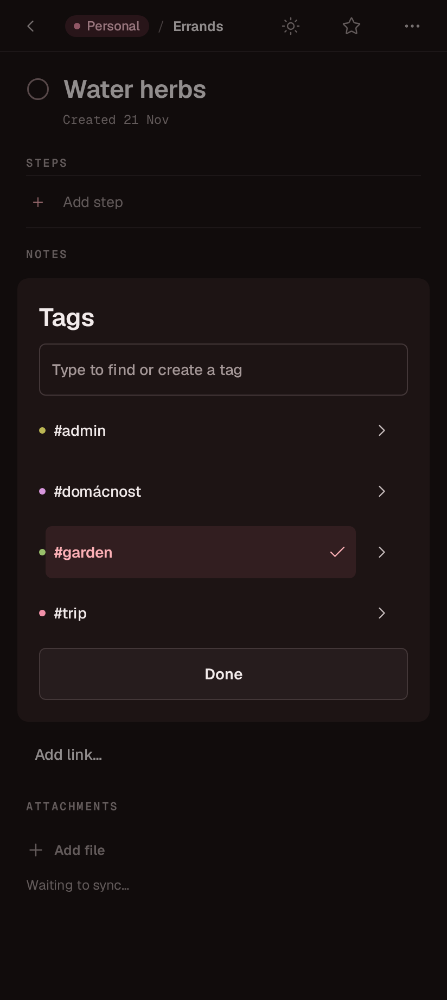 Personal / Errands
Water herbs
Created 21 Nov
STEPS
Add step
NOTES
Tags
Type to find or create a tag
#admin
#domácnost
#garden
#trip
Done
Add link…
ATTACHMENTS
Add file
Waiting to sync…